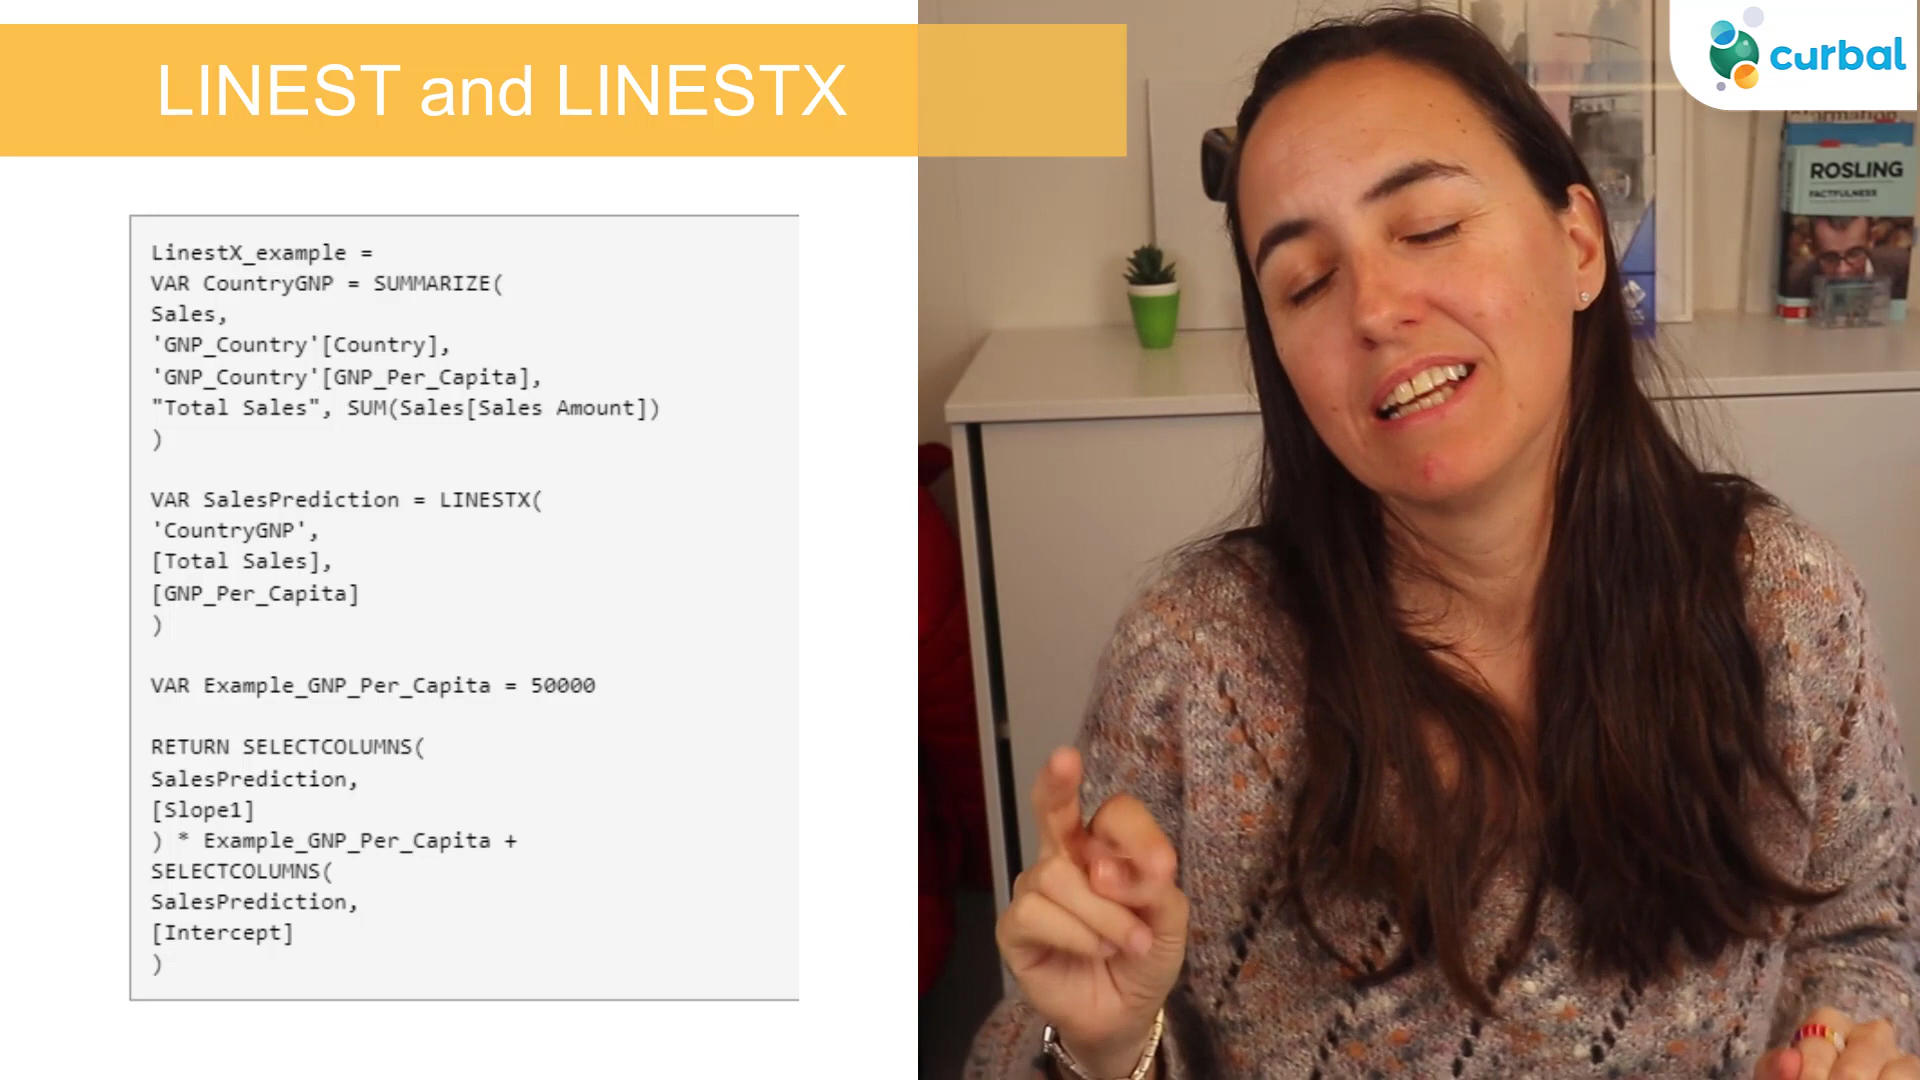 LINEST and LINESTX
curbal
ROSLING
FACTFULNESS
LinestX_example =
VAR CountryGNP = SUMMARIZE(
Sales,
'GNP_Country'[Country],
'GNP_Country'[GNP_Per_Capita],
"Total Sales", SUM(Sales[Sales Amount])
)
VAR SalesPrediction = LINESTX(
'CountryGNP',
[Total Sales],
[GNP_Per_Capita]
)
VAR Example_GNP_Per_Capita = 50000
RETURN SELECTCOLUMNS(
SalesPrediction,
[Slope1]
) * Example_GNP_Per_Capita +
SELECTCOLUMNS(
SalesPrediction,
[Intercept]
)